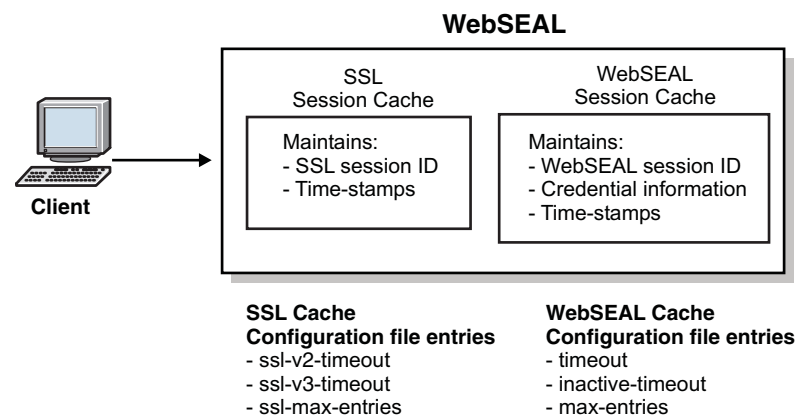 WebSEAL
SSL
Session Cache
Maintains:
- SSL session ID
- Time-stamps
WebSEAL
Session Cache
Maintains:
- WebSEAL session ID
- Credential information
- Time-stamps
Client
SSL Cache
Configuration file entries
- ssl-v2-timeout
- ssl-v3-timeout
- ssl-max-entries
WebSEAL Cache
Configuration file entries
- timeout
- inactive-timeout
- max-entries